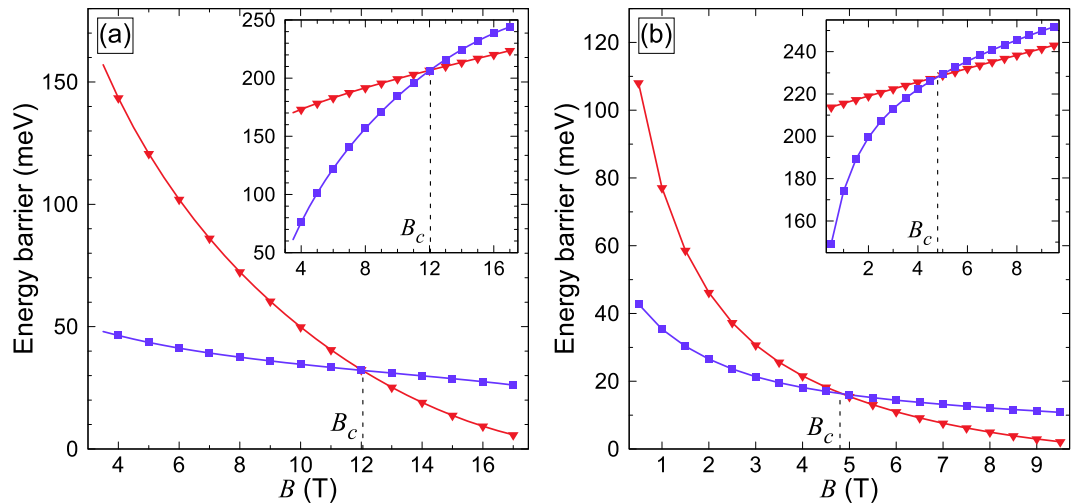 (a)
Energy barrier (meV)
150
100
50
0
4 6 8 10 12 14 16
B (T)
B_c
250
200
150
100
50
4 8 12 16
B_c
(b)
Energy barrier (meV)
120
100
80
60
40
20
0
1 2 3 4 5 6 7 8 9
B (T)
B_c
240
220
200
180
160
2 4 6 8
B_c